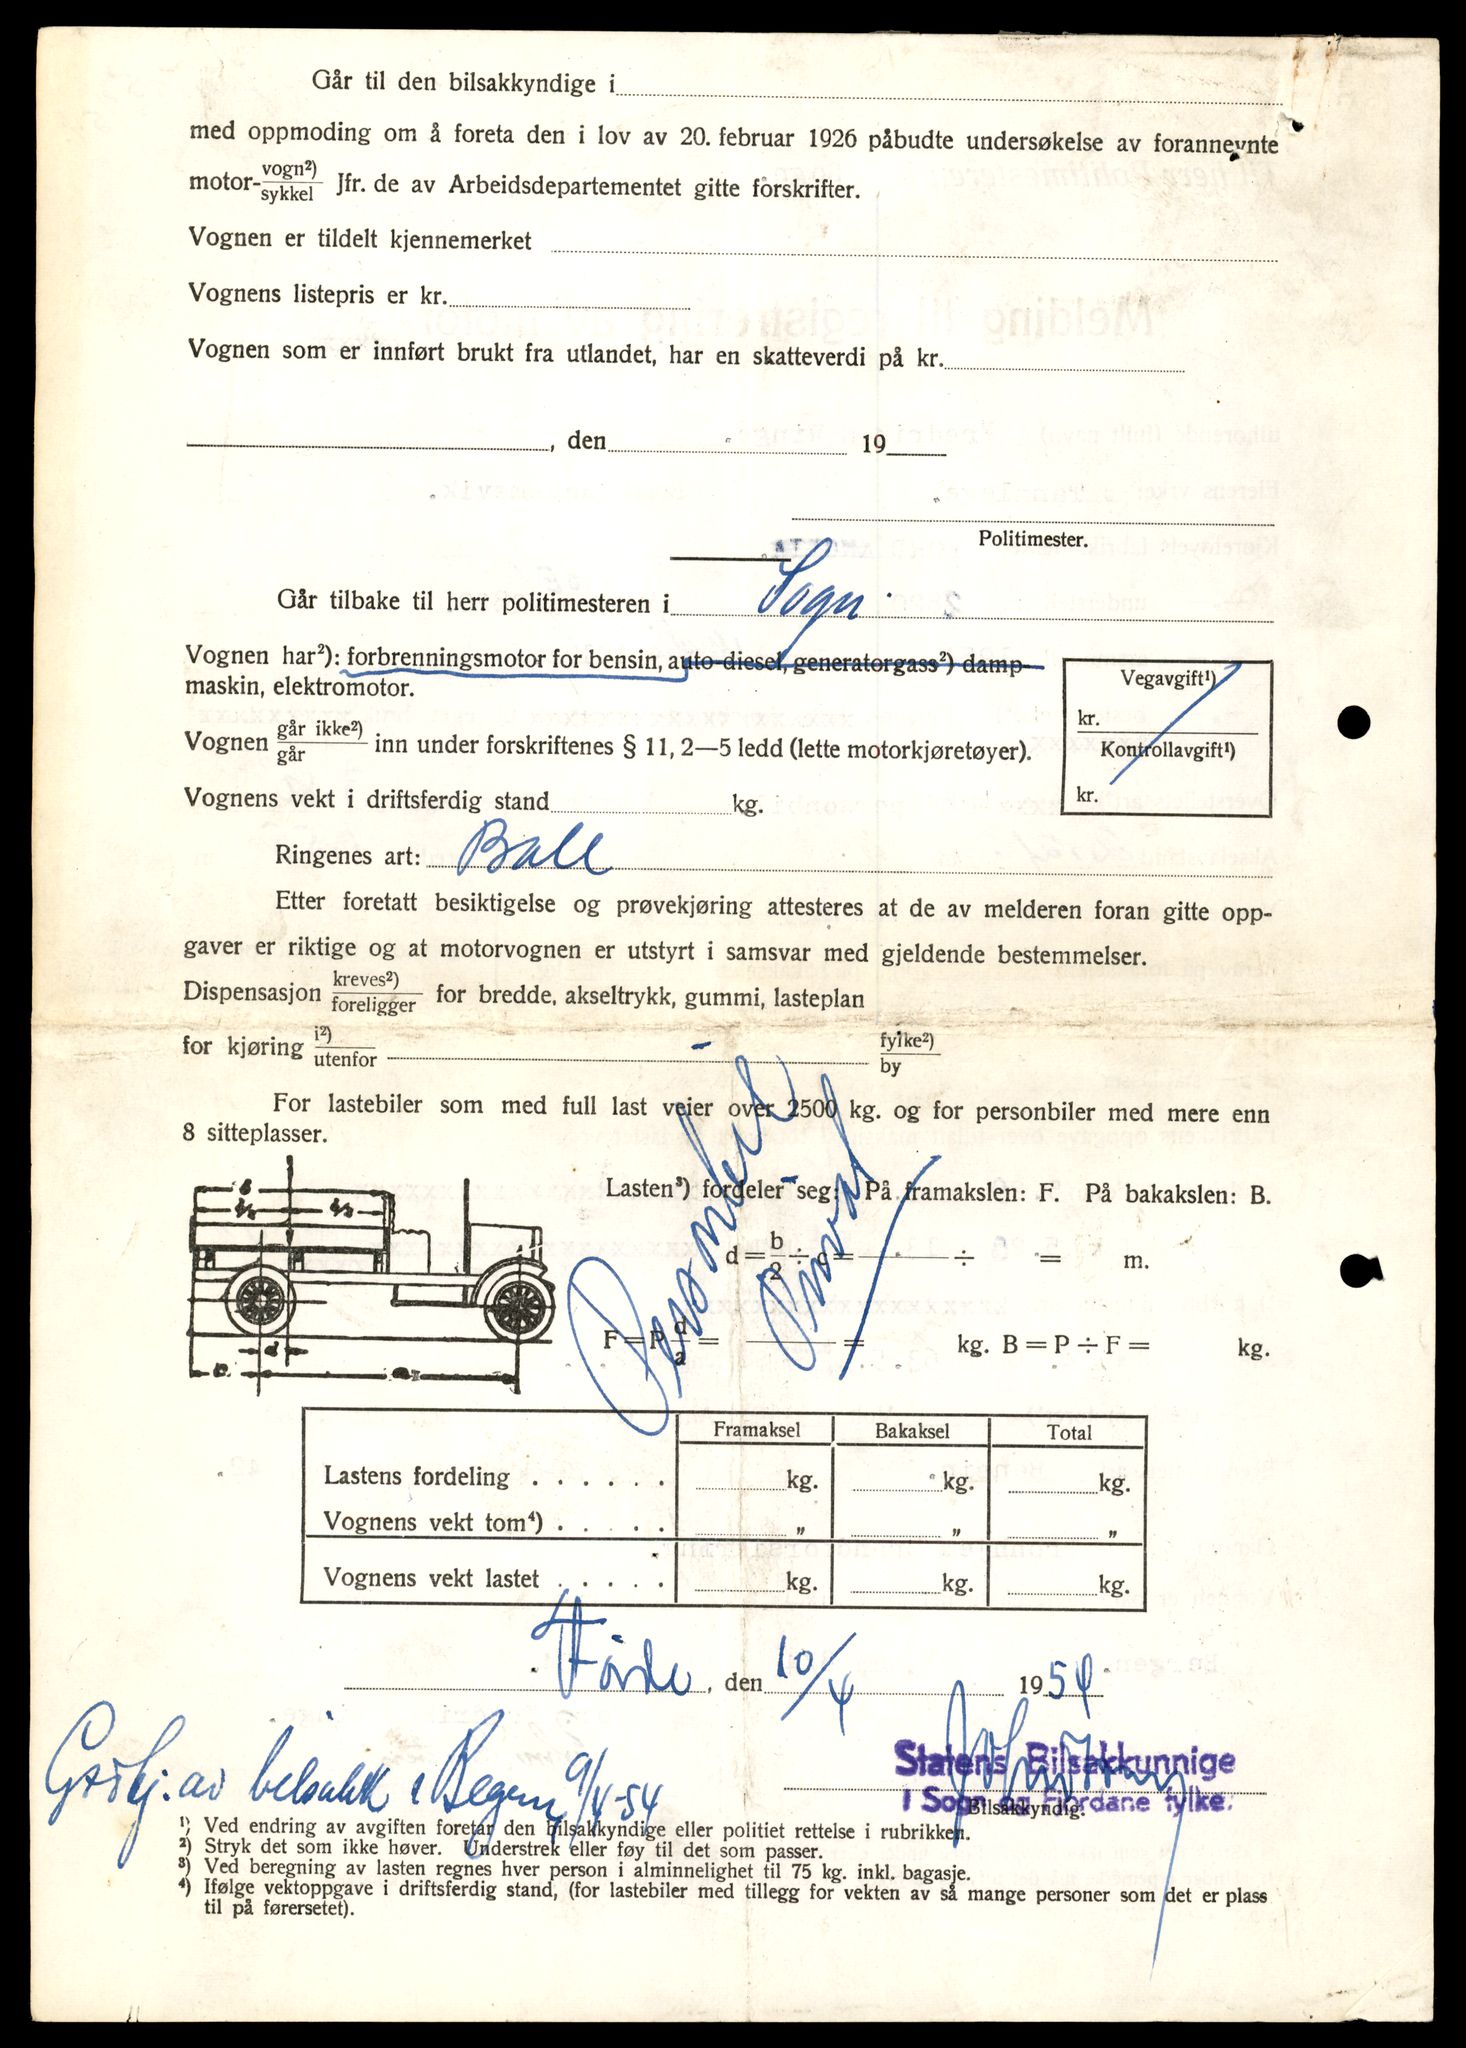 Går til den bilsakkyndige i
med oppmoding om å foreta den i lov av 20. februar 1926 påbudte undersøkelse av forannevnte
motor-vogn²)/sykkel Jfr. de av Arbeidsdepartementet gitte forskrifter.
Vognen er tildelt kjennemerket
Vognens listepris er kr.
Vognen som er innført brukt fra utlandet, har en skatteverdi på kr.
, den 19
Politimester.
Går tilbake til herr politimesteren i Sogn
Vognen har²): forbrenningsmotor for bensin, auto-diesel, generatorgass²) damp-
maskin, elektromotor.
Vegavgift¹)
kr.
Kontrollavgift¹)
kr.
Vognen går ikke²)/går inn under forskriftenes § 11, 2—5 ledd (lette motorkjøretøyer).
Vognens vekt i driftsferdig stand kg.
Ringenes art: Ball
Etter foretatt besiktigelse og prøvekjøring attesteres at de av melderen foran gitte opp-
gaver er riktige og at motorvognen er utstyrt i samsvar med gjeldende bestemmelser.
Dispensasjon kreves²)/foreligger for bredde, akseltrykk, gummi, lasteplan
for kjøring i²)/utenfor fylke²)/by
For lastebiler som med full last veier over 2500 kg. og for personbiler med mere enn
8 sitteplasser.
Lasten³) fordeler seg: På framakslen: F. På bakakslen: B.
d = b/2 ÷ c = ÷ = m.
F = P d/a = = kg. B = P ÷ F = kg.
Personbil
Privat
Framaksel Bakaksel Total
Lastens fordeling . . . . . . kg. kg. kg.
Vognens vekt tom⁴) . . . . . „ „ „
Vognens vekt lastet . . . . . kg. kg. kg.
Førde, den 10/4 1954
Statens Bilsakkunnige
i Sogn og Fjordane fylke.
Bilsakkyndig.
Godkj. av bilsakk i Bergen 9/4-54
¹) Ved endring av avgiften foretar den bilsakkyndige eller politiet rettelse i rubrikken.
²) Stryk det som ikke høver. Understrek eller føy til det som passer.
³) Ved beregning av lasten regnes hver person i alminnelighet til 75 kg. inkl. bagasje.
⁴) Ifølge vektoppgave i driftsferdig stand, (for lastebiler med tillegg for vekten av så mange personer som det er plass
til på førersetet).